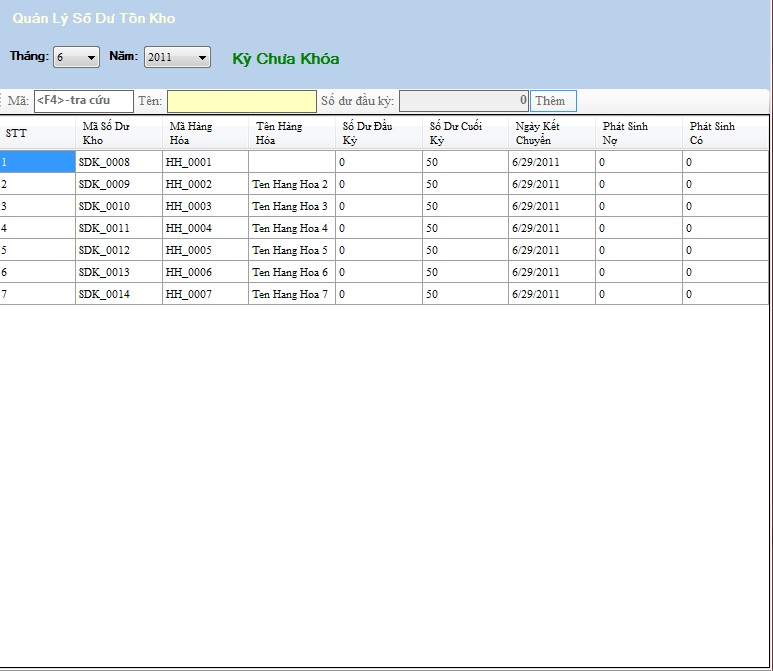 Quản Lý Số Dư Tồn Kho
Tháng: 6 Năm: 2011 Kỳ Chưa Khóa
Mã: <F4>-tra cứu Tên: Số dư đầu kỳ: 0 Thêm
STT Mã Số Dư Kho Mã Hàng Hóa Tên Hàng Hóa Số Dư Đầu Kỳ Số Dư Cuối Kỳ Ngày Kết Chuyển Phát Sinh Nợ Phát Sinh Có
1 SDK_0008 HH_0001 0 50 6/29/2011 0 0
2 SDK_0009 HH_0002 Ten Hang Hoa 2 0 50 6/29/2011 0 0
3 SDK_0010 HH_0003 Ten Hang Hoa 3 0 50 6/29/2011 0 0
4 SDK_0011 HH_0004 Ten Hang Hoa 4 0 50 6/29/2011 0 0
5 SDK_0012 HH_0005 Ten Hang Hoa 5 0 50 6/29/2011 0 0
6 SDK_0013 HH_0006 Ten Hang Hoa 6 0 50 6/29/2011 0 0
7 SDK_0014 HH_0007 Ten Hang Hoa 7 0 50 6/29/2011 0 0